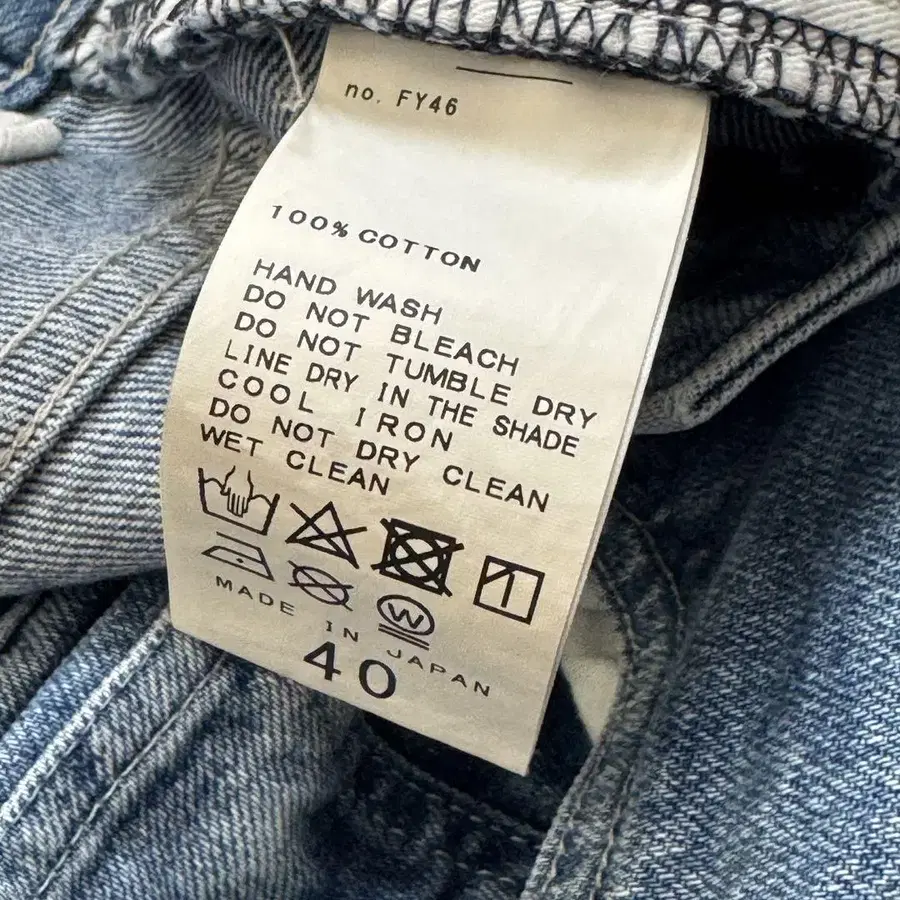 no. FY46
100% COTTON
HAND WASH
DO NOT BLEACH
DO NOT TUMBLE DRY
LINE DRY IN THE SHADE
COOL IRON
DO NOT DRY CLEAN
WET CLEAN
W
MADE IN JAPAN
40